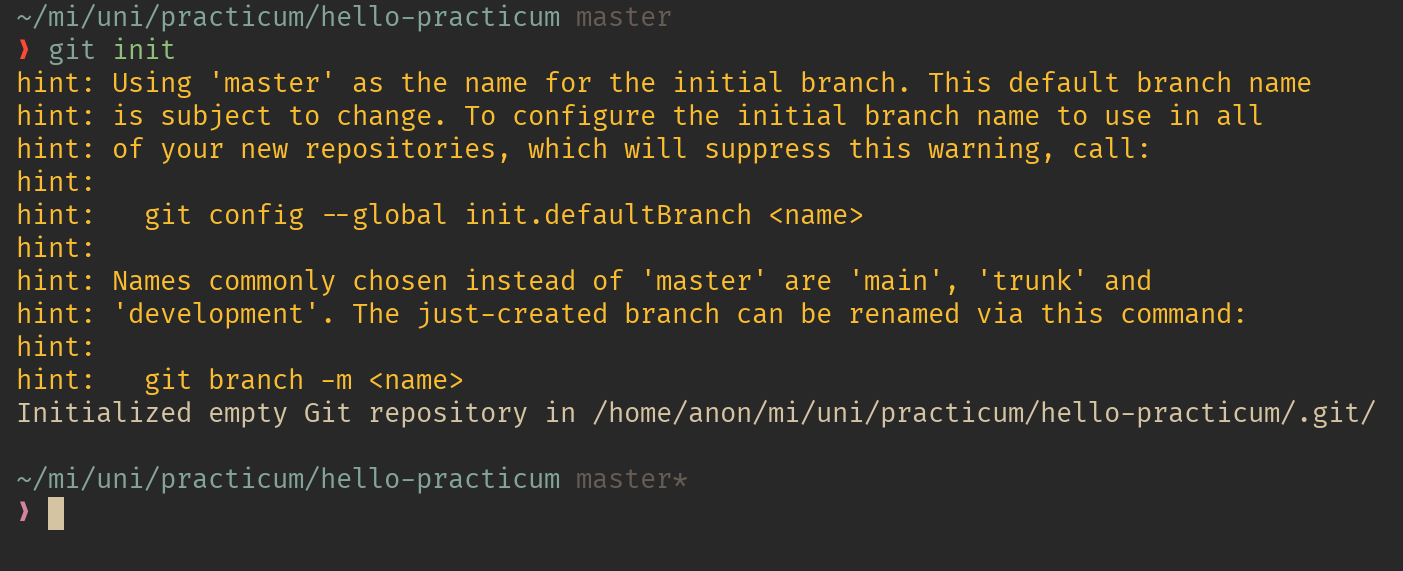 ~/mi/uni/practicum/hello-practicum master
❯ git init
hint: Using 'master' as the name for the initial branch. This default branch name
hint: is subject to change. To configure the initial branch name to use in all
hint: of your new repositories, which will suppress this warning, call:
hint:
hint:   git config --global init.defaultBranch <name>
hint:
hint: Names commonly chosen instead of 'master' are 'main', 'trunk' and
hint: 'development'. The just-created branch can be renamed via this command:
hint:
hint:   git branch -m <name>
Initialized empty Git repository in /home/anon/mi/uni/practicum/hello-practicum/.git/
~/mi/uni/practicum/hello-practicum master*
❯